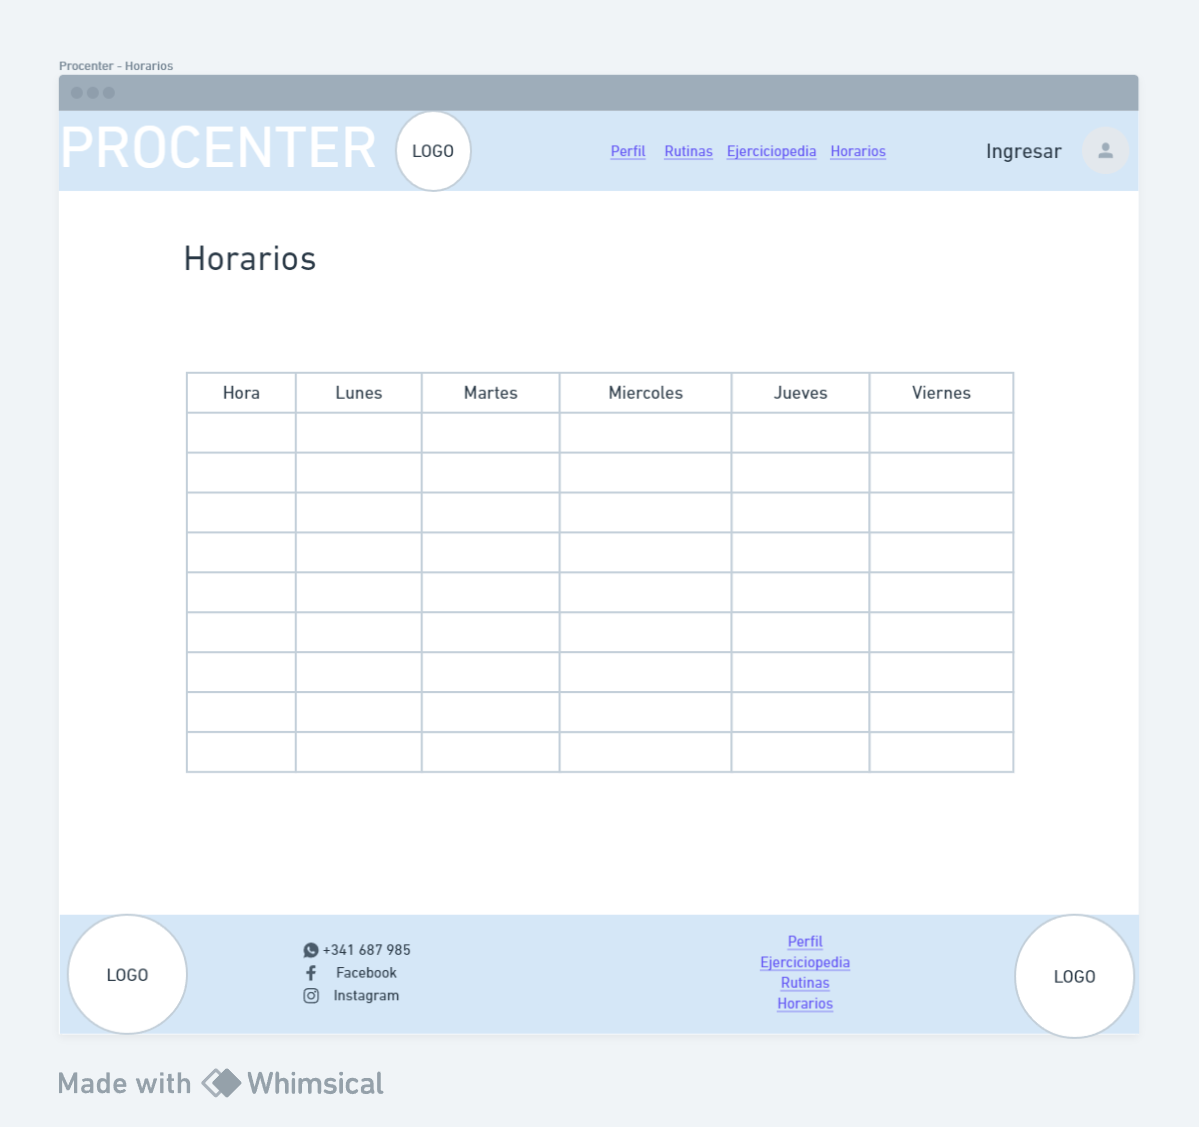 Procenter - Horarios
PROCENTER
LOGO
Perfil Rutinas Ejerciciopedia Horarios
Ingresar
Horarios
Hora Lunes Martes Miercoles Jueves Viernes
LOGO
+341 687 985
Facebook
Instagram
Perfil
Ejerciciopedia
Rutinas
Horarios
LOGO
Made with Whimsical